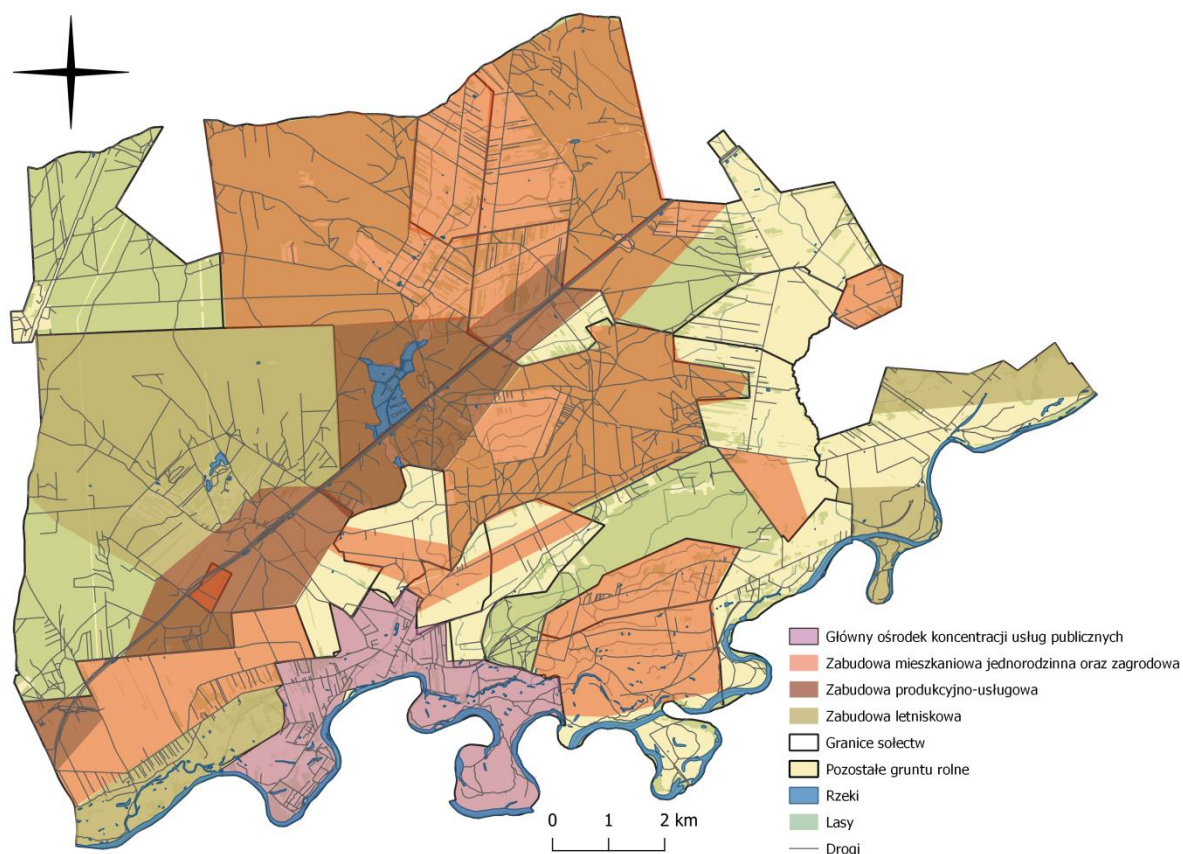 Główny ośrodek koncentracji usług publicznych
Zabudowa mieszkaniowa jednorodzinna oraz zagrodowa
Zabudowa produkcyjno-usługowa
Zabudowa letniskowa
Granice sołectw
Pozostałe gruntu rolne
Rzeki
Lasy
Drogi
0 1 2 km